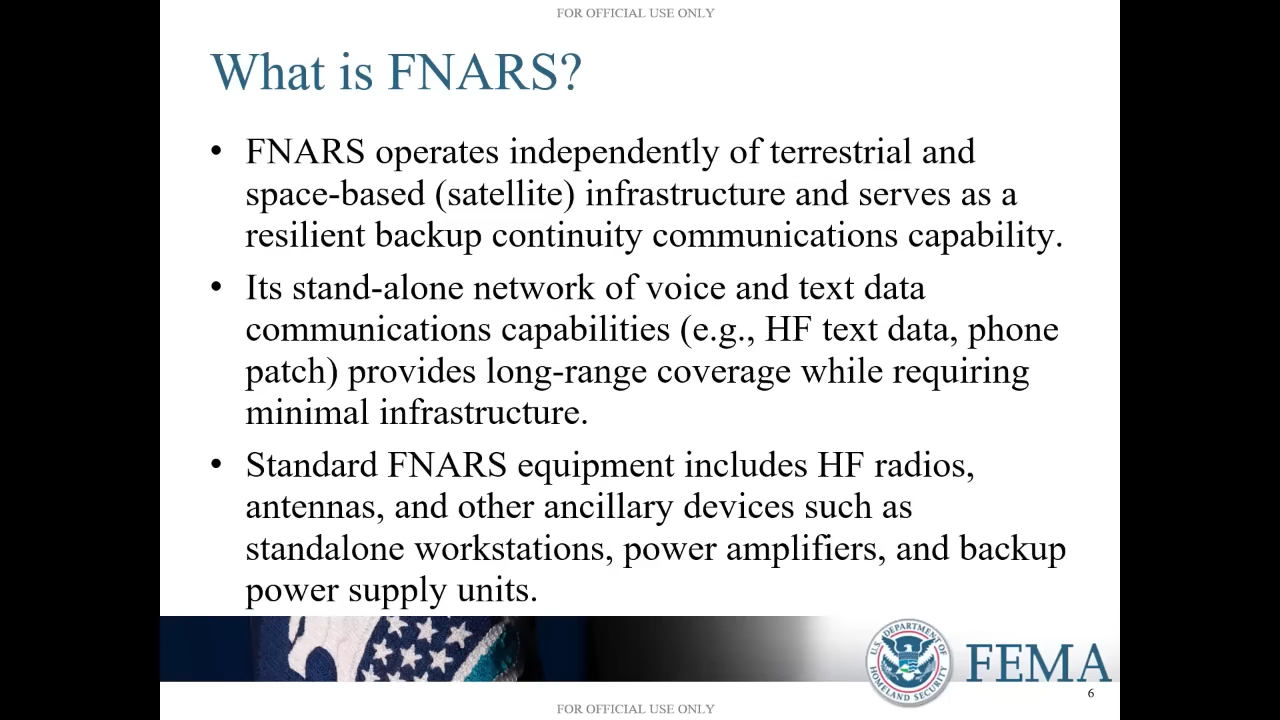 FOR OFFICIAL USE ONLY
What is FNARS?
• FNARS operates independently of terrestrial and
space-based (satellite) infrastructure and serves as a
resilient backup continuity communications capability.
• Its stand-alone network of voice and text data
communications capabilities (e.g., HF text data, phone
patch) provides long-range coverage while requiring
minimal infrastructure.
• Standard FNARS equipment includes HF radios,
antennas, and other ancillary devices such as
standalone workstations, power amplifiers, and backup
power supply units.
U.S. DEPARTMENT OF
HOMELAND SECURITY
FEMA
6
FOR OFFICIAL USE ONLY